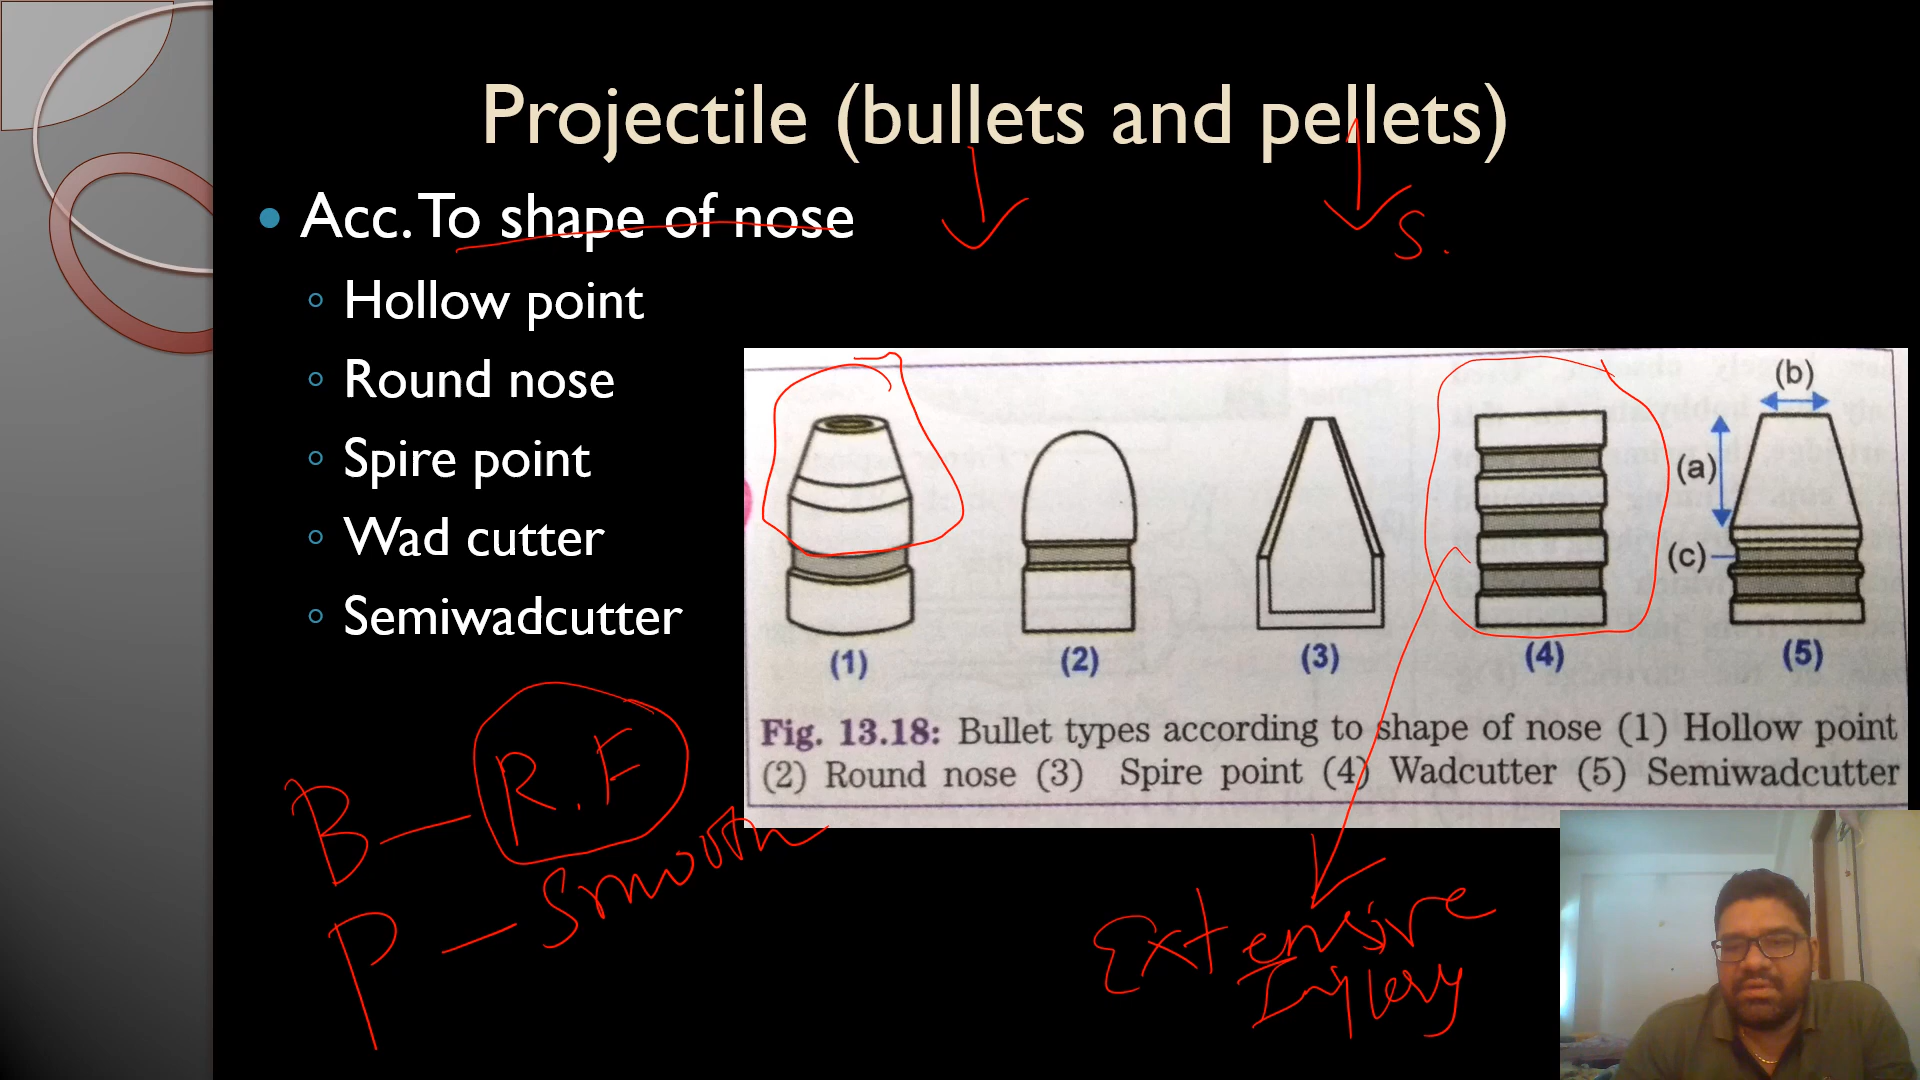 Projectile (bullets and pellets)
Acc. To shape of nose
S.
Hollow point
Round nose
Spire point
Wad cutter
Semiwadcutter
(b)
(a)
(c)
(1) (2) (3) (4) (5)
Fig. 13.18: Bullet types according to shape of nose (1) Hollow point
(2) Round nose (3) Spire point (4) Wadcutter (5) Semiwadcutter
B — R.F
P — Smooth
Extensive
Injury